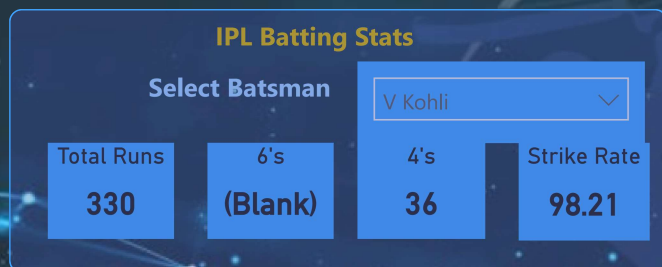 IPL Batting Stats
Select Batsman
V Kohli
Total Runs
330
6's
(Blank)
4's
36
Strike Rate
98.21